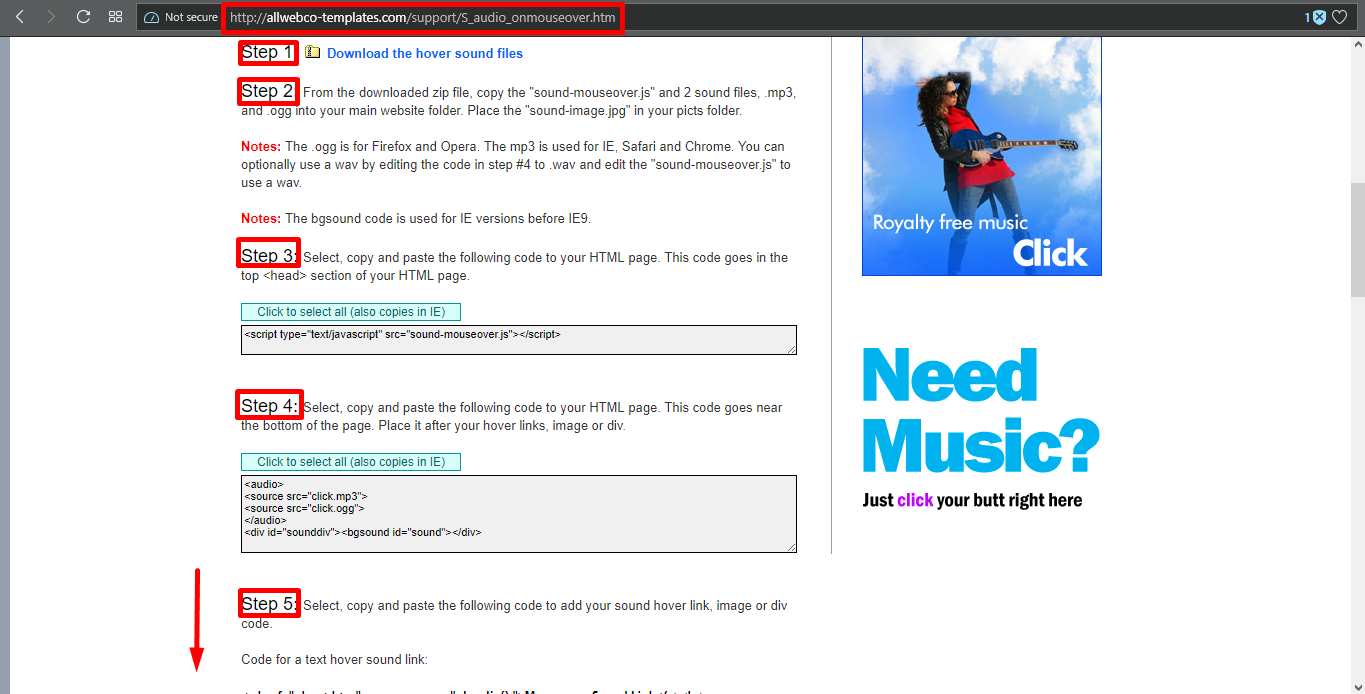 Not secure
http://allwebco-templates.com/support/S_audio_onmouseover.htm
1
Step 1
Download the hover sound files
Step 2: From the downloaded zip file, copy the "sound-mouseover.js" and 2 sound files, .mp3,
and .ogg into your main website folder. Place the "sound-image.jpg" in your picts folder.
Notes: The .ogg is for Firefox and Opera. The mp3 is used for IE, Safari and Chrome. You can
optionally use a wav by editing the code in step #4 to .wav and edit the "sound-mouseover.js" to
use a wav.
Notes: The bgsound code is used for IE versions before IE9.
Step 3: Select, copy and paste the following code to your HTML page. This code goes in the
top <head> section of your HTML page.
Click to select all (also copies in IE)
<script type="text/javascript" src="sound-mouseover.js"></script>
Step 4: Select, copy and paste the following code to your HTML page. This code goes near
the bottom of the page. Place it after your hover links, image or div.
Click to select all (also copies in IE)
<audio>
<source src="click.mp3">
<source src="click.ogg">
</audio>
<div id="sounddiv"><bgsound id="sound"></div>
Step 5: Select, copy and paste the following code to add your sound hover link, image or div
code.
Code for a text hover sound link:
Royalty free music
Click
Need
Music?
Just click your butt right here